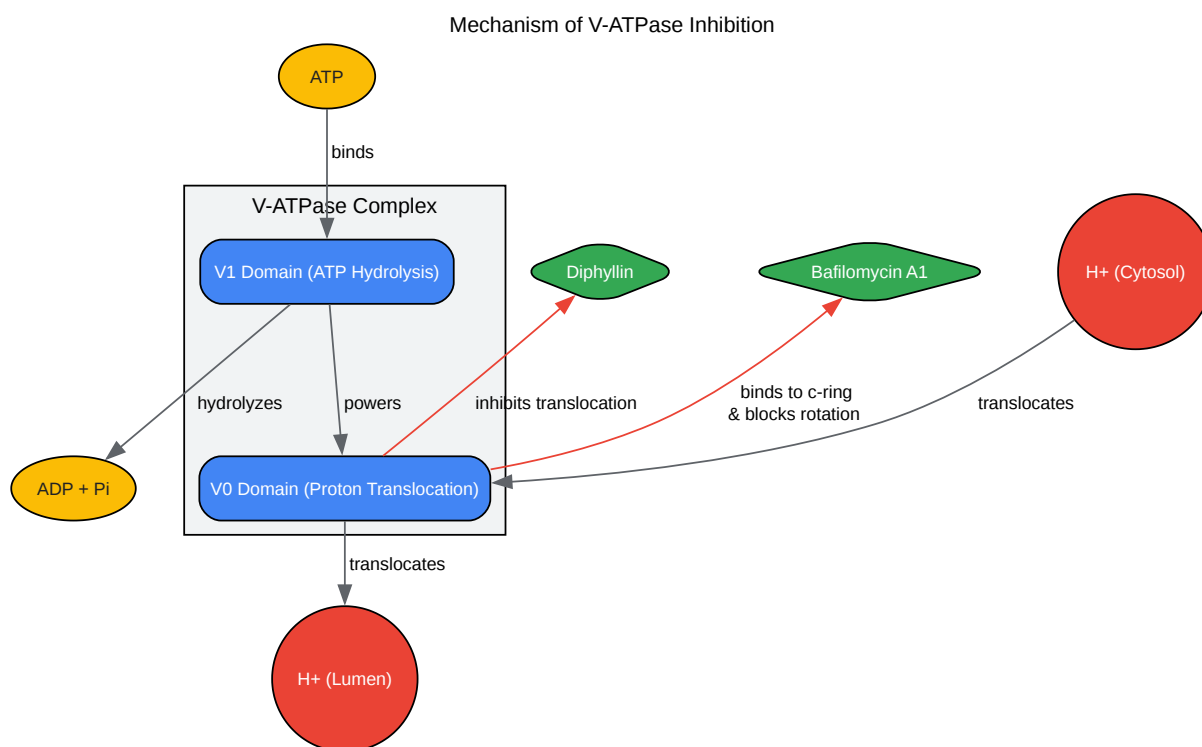 Mechanism of V-ATPase Inhibition
ATP
binds
V-ATPase Complex
V1 Domain (ATP Hydrolysis)
Diphyllin
Bafilomycin A1
H+ (Cytosol)
hydrolyzes
powers
inhibits translocation
binds to c-ring
& blocks rotation
translocates
ADP + Pi
V0 Domain (Proton Translocation)
translocates
H+ (Lumen)